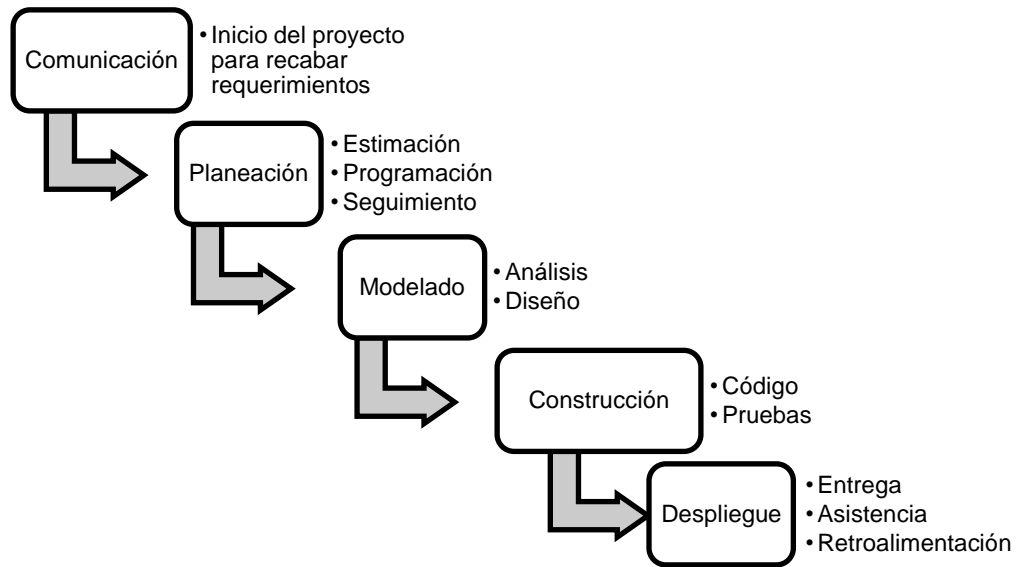 Comunicación
• Inicio del proyecto
para recabar
requerimientos
Planeación
• Estimación
• Programación
• Seguimiento
Modelado
• Análisis
• Diseño
Construcción
• Código
• Pruebas
Despliegue
• Entrega
• Asistencia
• Retroalimentación